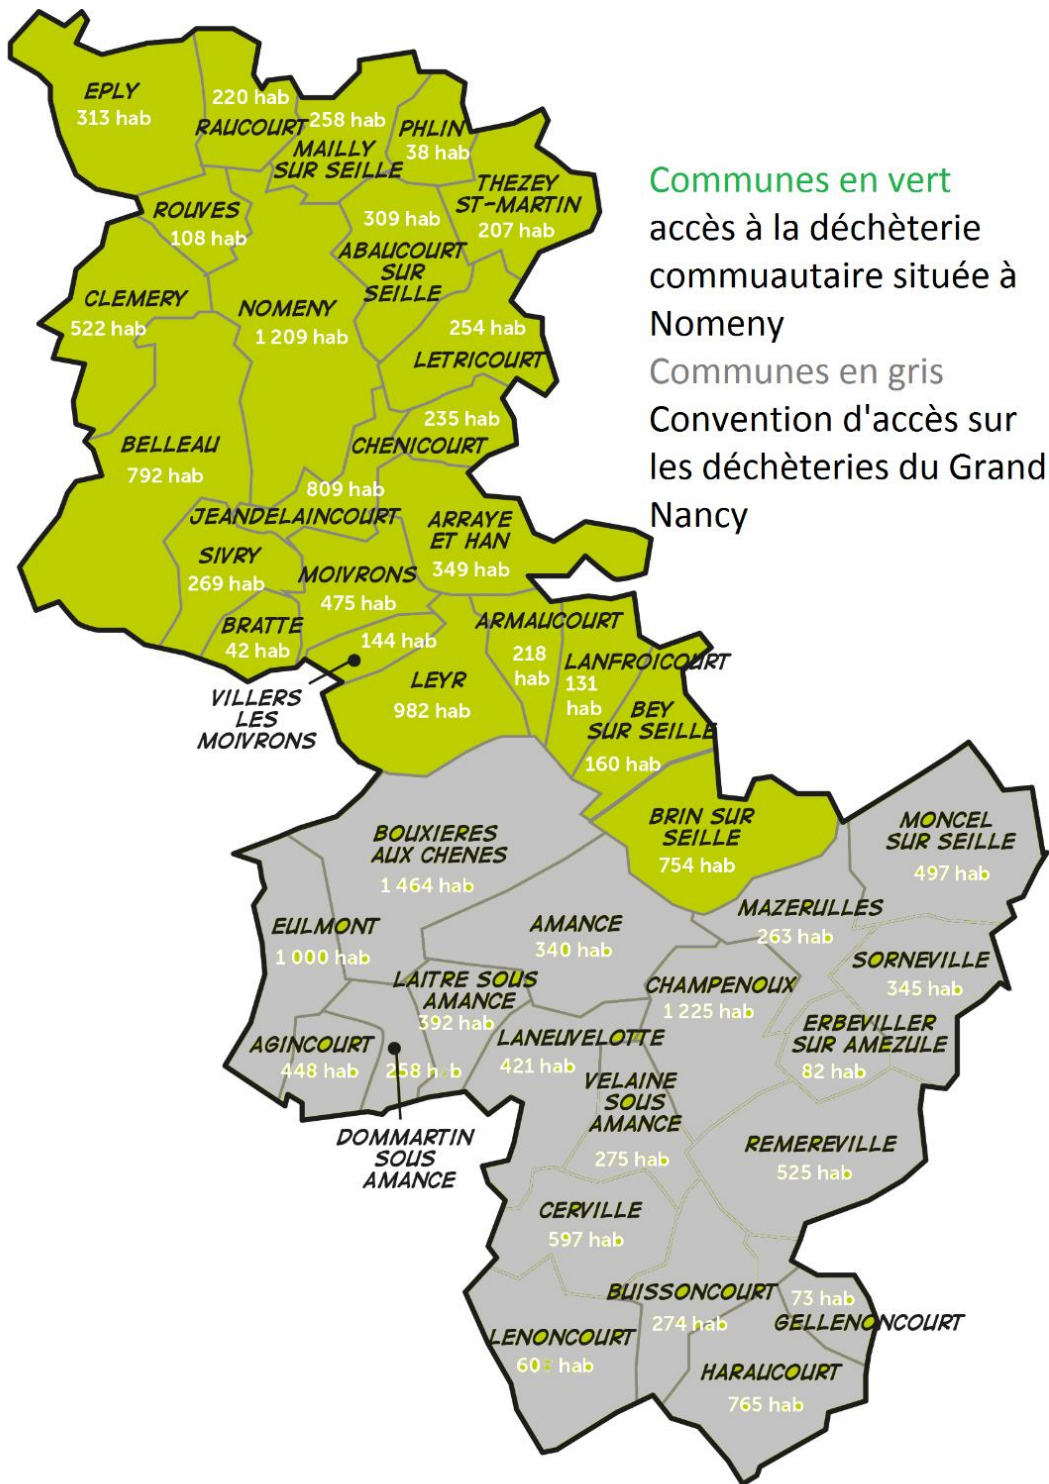 EPLY
313 hab
220 hab
RAUCOURT
258 hab
MAILLY
SUR SEILLE
PHLIN
38 hab
THEZEY
ST-MARTIN
207 hab
ROUVES
108 hab
309 hab
ABAUCOURT
SUR
SEILLE
CLEMERY
522 hab
NOMENY
1 209 hab
254 hab
LETRICOURT
235 hab
CHENICOURT
BELLEAU
792 hab
809 hab
JEANDELAINCOURT
ARRAYE
ET HAN
349 hab
SIVRY
269 hab
MOIVRONS
475 hab
BRATTE
42 hab
144 hab
VILLERS
LES
MOIVRONS
LEYR
982 hab
ARMAUCOURT
218
hab
LANFROICOURT
131
hab
BEY
SUR SEILLE
160 hab
BRIN SUR
SEILLE
754 hab
Communes en vert
accès à la déchèterie
commuautaire située à
Nomeny
Communes en gris
Convention d'accès sur
les déchèteries du Grand
Nancy
BOUXIERES
AUX CHENES
1 464 hab
MONCEL
SUR SEILLE
497 hab
EULMONT
1 000 hab
AMANCE
340 hab
MAZERULLES
263 hab
SORNEVILLE
345 hab
LAITRE SOUS
AMANCE
392 hab
CHAMPENOUX
1 225 hab
ERBEVILLER
SUR AMEZULE
82 hab
AGINCOURT
448 hab
258 hab
DOMMARTIN
SOUS
AMANCE
LANEUVELOTTE
421 hab
VELAINE
SOUS
AMANCE
275 hab
REMEREVILLE
525 hab
CERVILLE
597 hab
BUISSONCOURT
274 hab
73 hab
GELLENONCOURT
LENONCOURT
hab
HARAUCOURT
765 hab